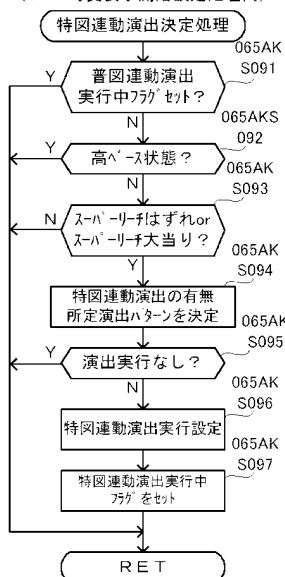 特図連動演出決定処理
065AK
S091
普図連動演出
実行中フラグセット？
Y
N
065AKS
092
高ベース状態？
Y
N
065AK
S093
スーパーリーチはずれor
スーパーリーチ大当り？
N
Y
065AK
S094
特図連動演出の有無
所定演出パターンを決定
065AK
S095
演出実行なし？
Y
N
065AK
S096
特図連動演出実行設定
065AK
S097
特図連動演出実行中
フラグをセット
RET